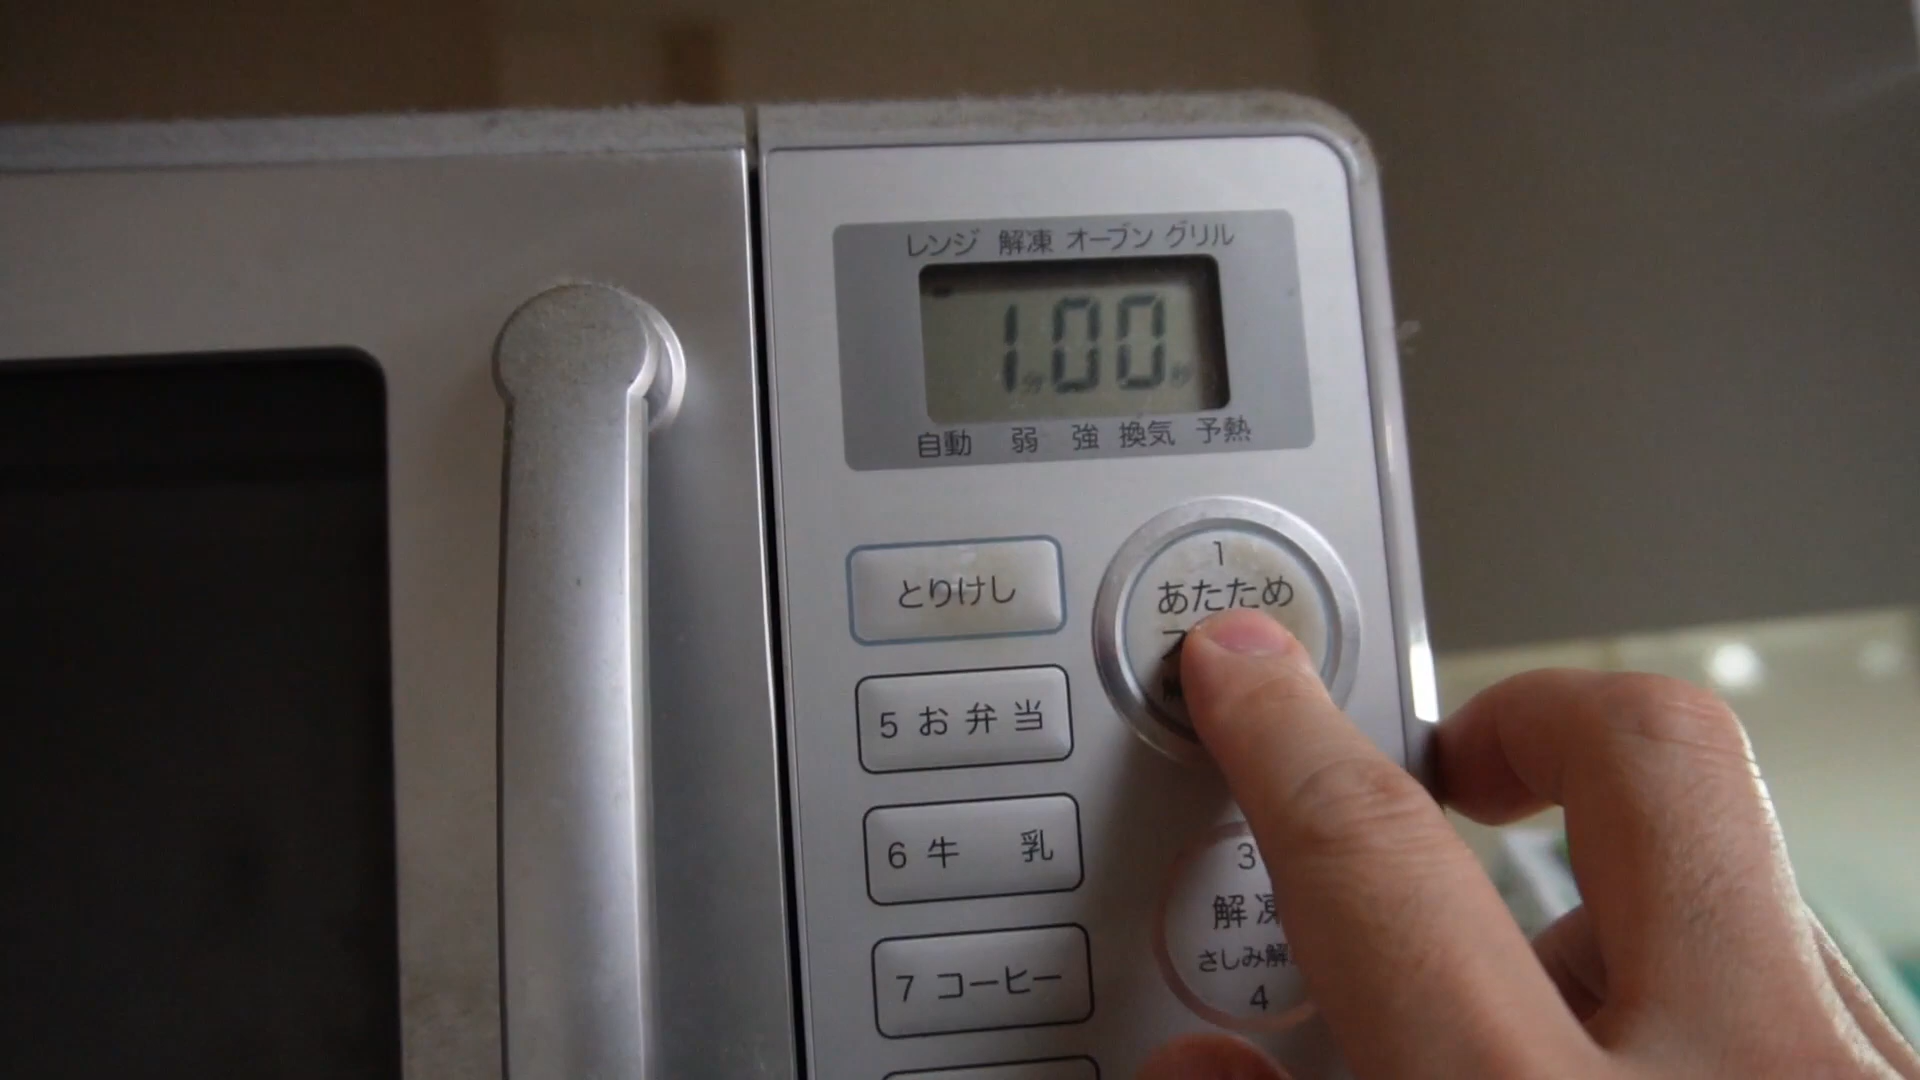 レンジ 解凍 オーブン グリル
1分00秒
自動 弱 強 換気 予熱
とりけし
1
あたため
5 お弁当
6 牛乳
7 コーヒー
3
解凍
さしみ解
4